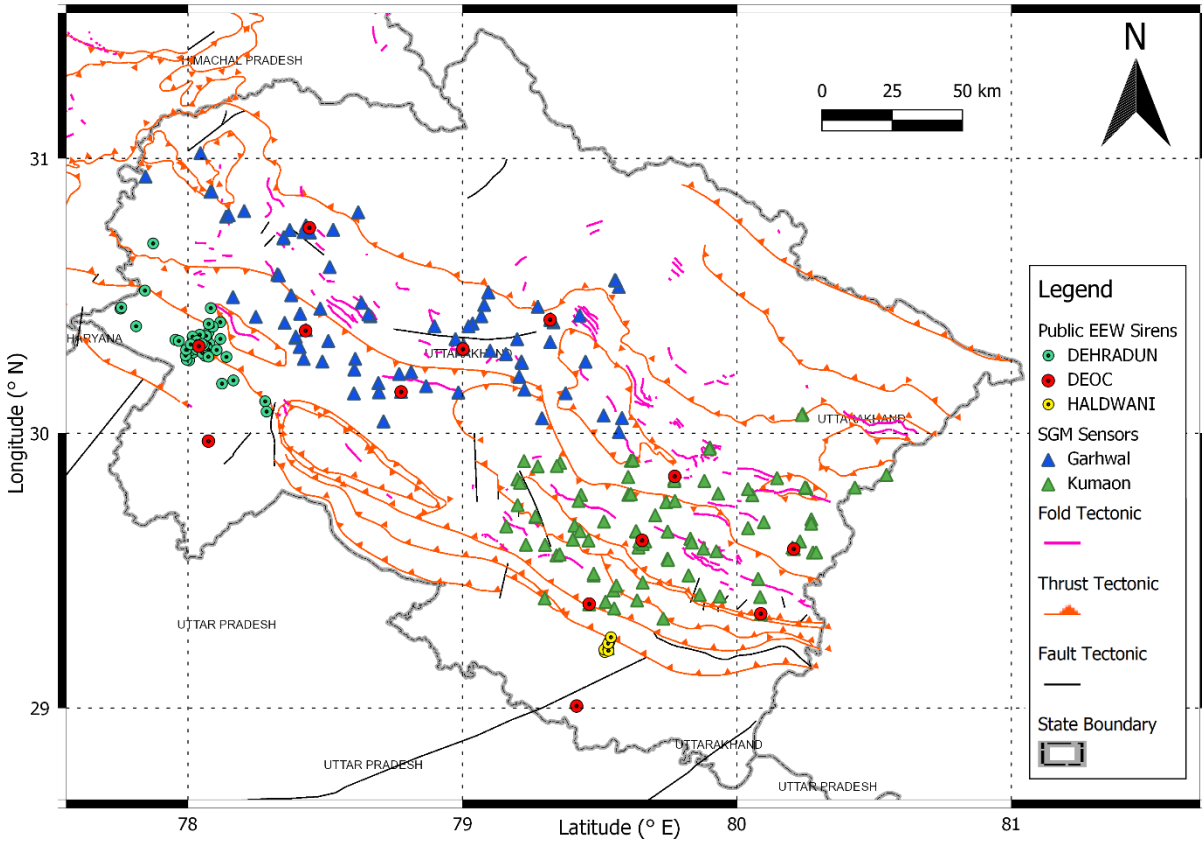 HIMACHAL PRADESH
N
0 25 50 km
31
HARYANA
UTTARAKHAND
Legend
Public EEW Sirens
DEHRADUN
DEOC
HALDWANI
SGM Sensors
Garhwal
Kumaon
Fold Tectonic
Thrust Tectonic
Fault Tectonic
State Boundary
30
UTTARAKHAND
Longitude (° N)
UTTAR PRADESH
29
UTTARAKHAND
UTTAR PRADESH
UTTAR PRADESH
78 79 80 81
Latitude (° E)